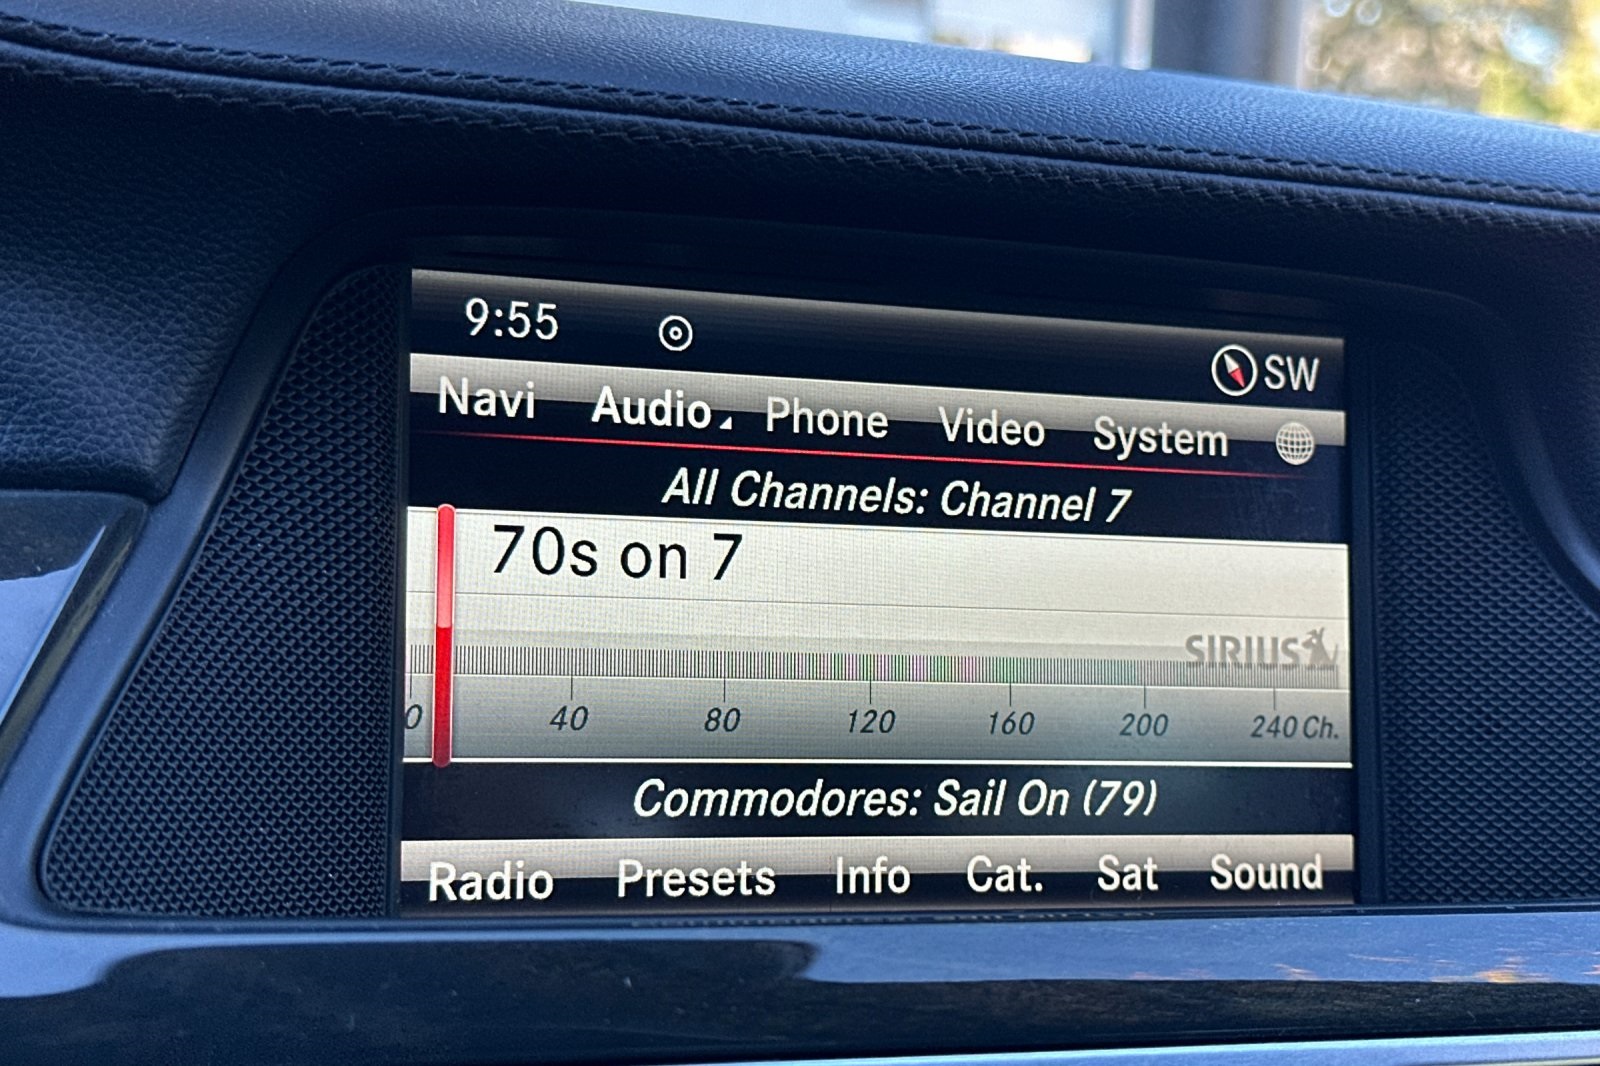 9:55
SW
Navi Audio Phone Video System
All Channels: Channel 7
70s on 7
SIRIUS
0 40 80 120 160 200 240 Ch.
Commodores: Sail On (79)
Radio Presets Info Cat. Sat Sound